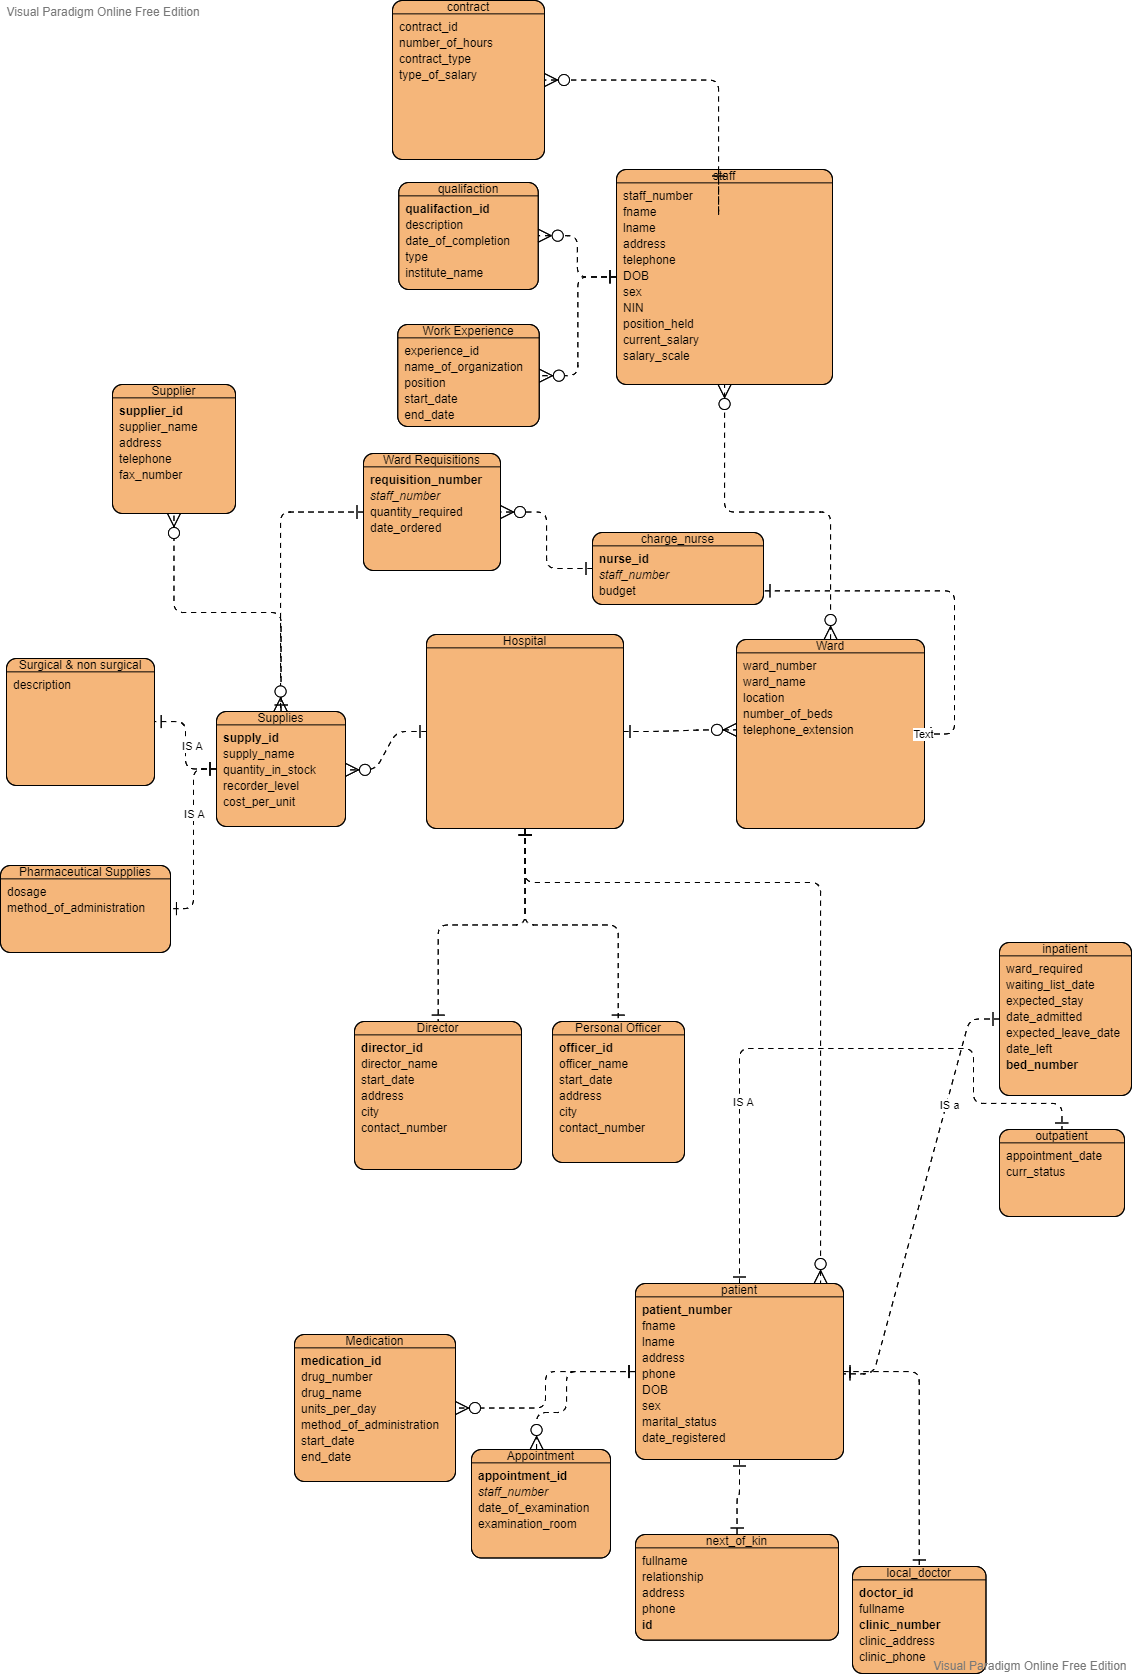 Visual Paradigm Online Free Edition
contract
contract_id
number_of_hours
contract_type
type_of_salary
staff
staff_number
fname
lname
address
telephone
DOB
sex
NIN
position_held
current_salary
salary_scale
qualifaction
qualifaction_id
description
date_of_completion
type
institute_name
Work Experience
experience_id
name_of_organization
position
start_date
end_date
Supplier
supplier_id
supplier_name
address
telephone
fax_number
Ward Requisitions
requisition_number
staff_number
quantity_required
date_ordered
charge_nurse
nurse_id
staff_number
budget
Hospital
Ward
ward_number
ward_name
location
number_of_beds
telephone_extension
Text
Surgical & non surgical
description
IS A
Supplies
supply_id
supply_name
quantity_in_stock
recorder_level
cost_per_unit
IS A
Pharmaceutical Supplies
dosage
method_of_administration
Director
director_id
director_name
start_date
address
city
contact_number
Personal Officer
officer_id
officer_name
start_date
address
city
contact_number
inpatient
ward_required
waiting_list_date
expected_stay
date_admitted
expected_leave_date
date_left
bed_number
IS A
IS a
outpatient
appointment_date
curr_status
patient
patient_number
fname
lname
address
phone
DOB
sex
marital_status
date_registered
Medication
medication_id
drug_number
drug_name
units_per_day
method_of_administration
start_date
end_date
Appointment
appointment_id
staff_number
date_of_examination
examination_room
next_of_kin
fullname
relationship
address
phone
id
local_doctor
doctor_id
fullname
clinic_number
clinic_address
clinic_phone
Visual Paradigm Online Free Edition